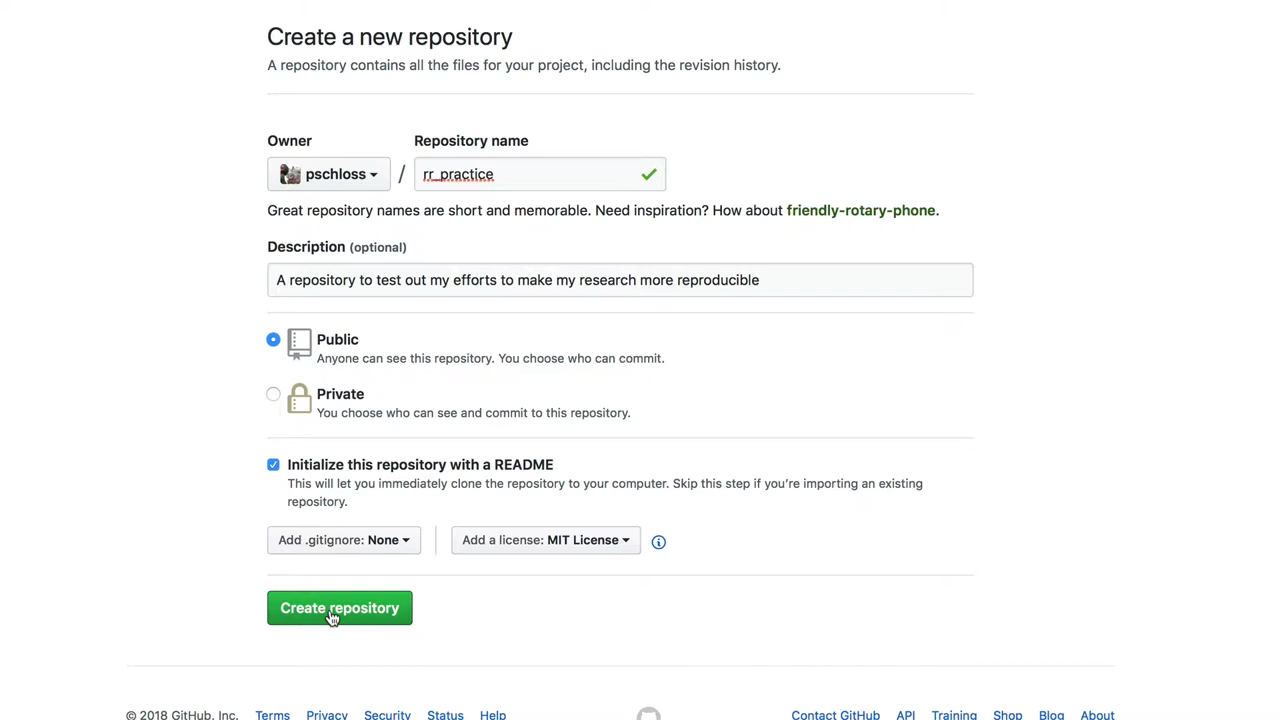 Create a new repository
A repository contains all the files for your project, including the revision history.
Owner
Repository name
pschloss
/
rr_practice
Great repository names are short and memorable. Need inspiration? How about friendly-rotary-phone.
Description (optional)
A repository to test out my efforts to make my research more reproducible
Public
Anyone can see this repository. You choose who can commit.
Private
You choose who can see and commit to this repository.
Initialize this repository with a README
This will let you immediately clone the repository to your computer. Skip this step if you're importing an existing
repository.
Add .gitignore: None
Add a license: MIT License
Create repository
© 2018 GitHub, Inc. Terms Privacy Security Status Help Contact GitHub API Training Shop Blog About